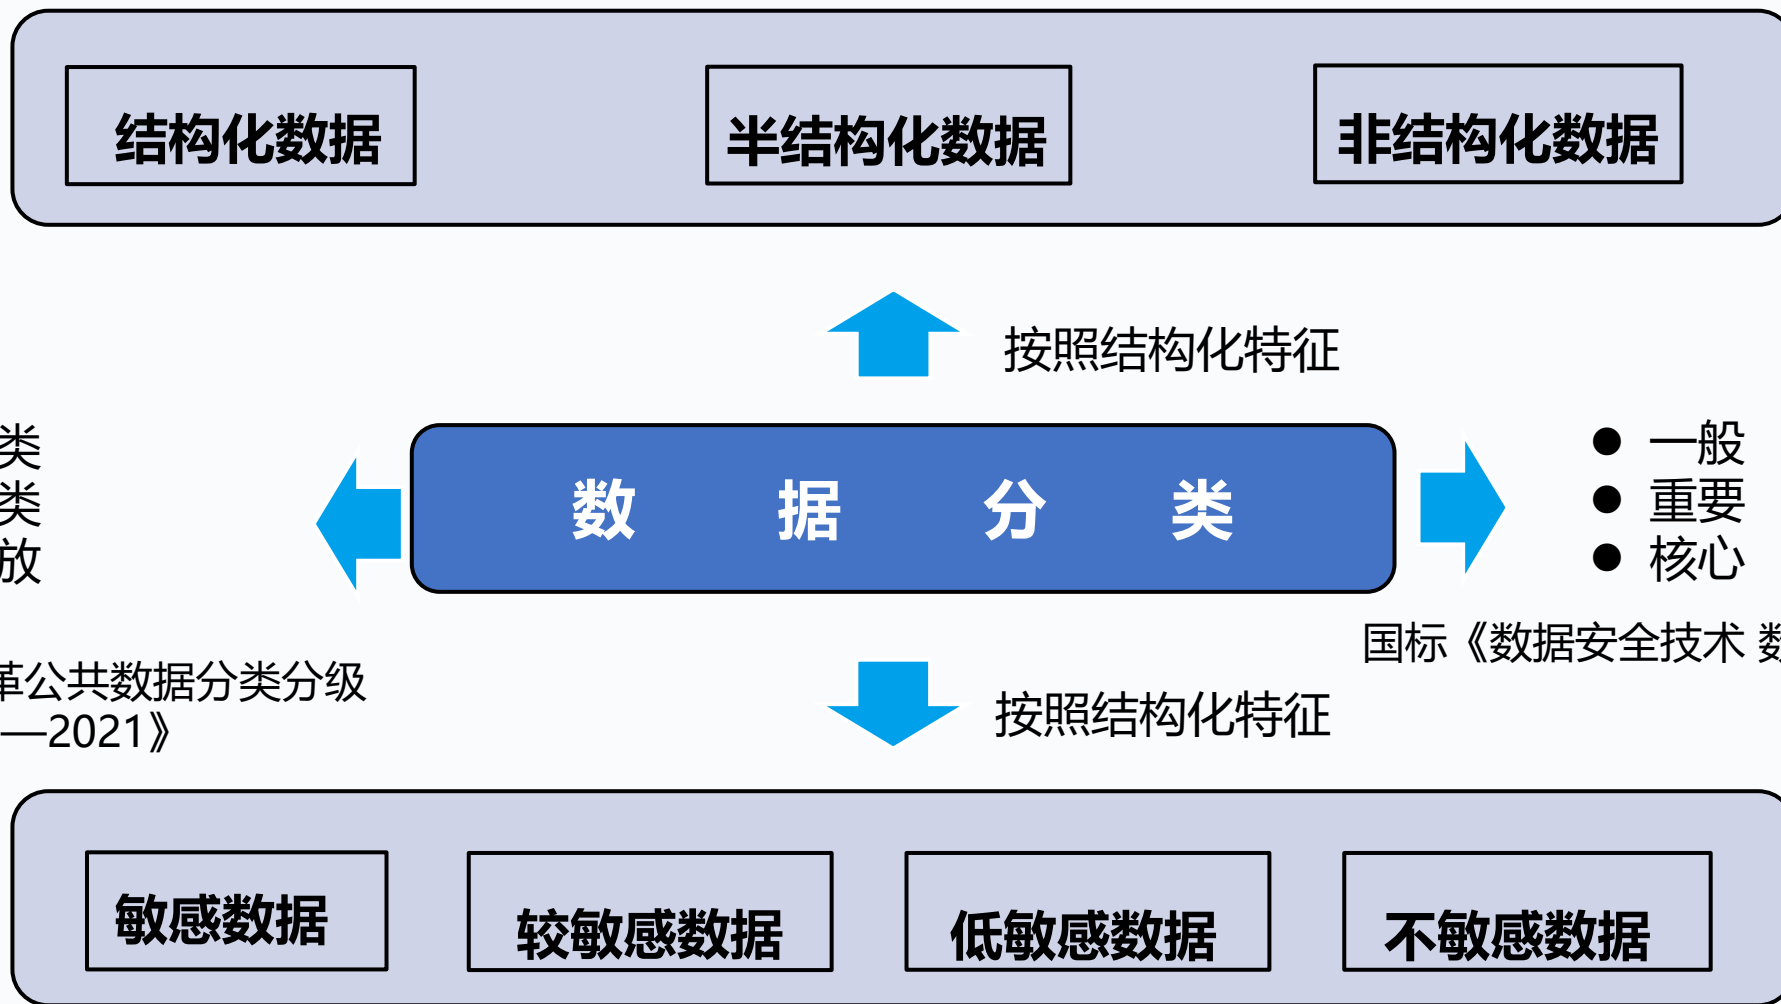 结构化数据
半结构化数据
非结构化数据
按照结构化特征
类
类
放
数 据 分 类
● 一般
● 重要
● 核心
国标《数据安全技术 数
公共数据分类分级
—2021》
按照结构化特征
敏感数据
较敏感数据
低敏感数据
不敏感数据